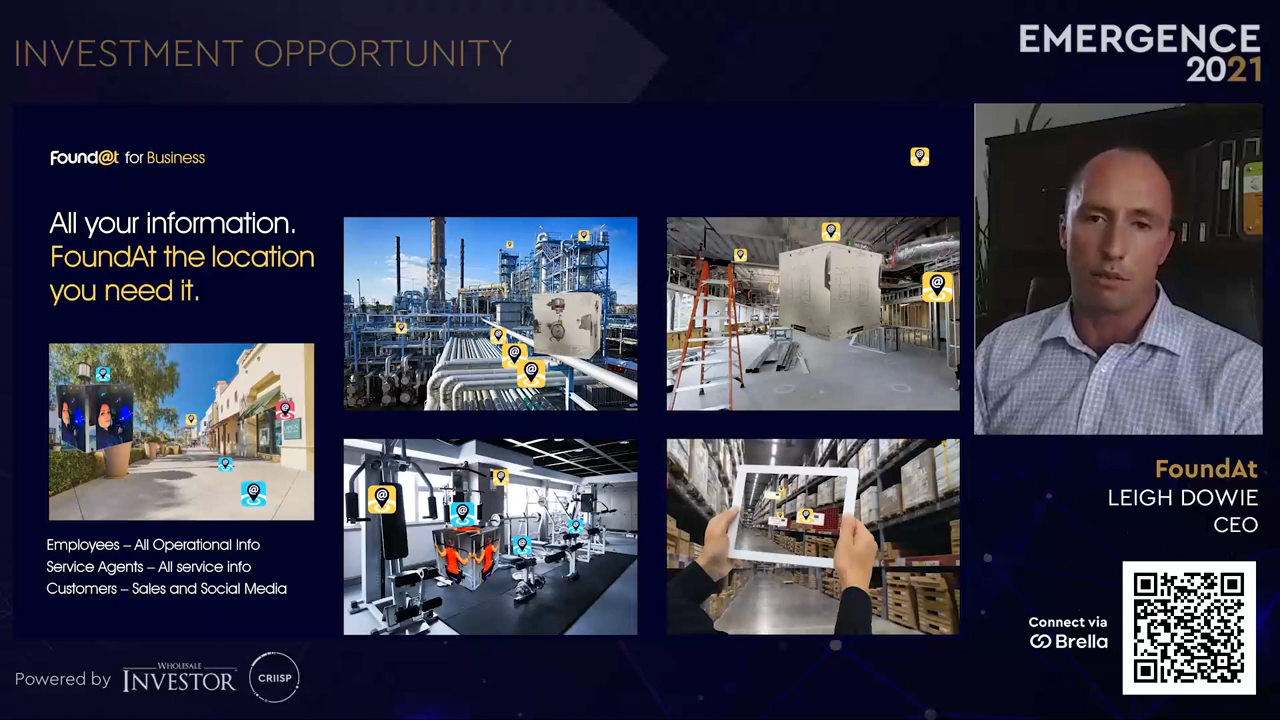 INVESTMENT OPPORTUNITY
EMERGENCE
2021
Found@t for Business
All your information.
FoundAt the location
you need it.
Employees – All Operational Info
Service Agents – All service info
Customers – Sales and Social Media
FoundAt
LEIGH DOWIE
CEO
Connect via
Brella
Powered by
WHOLESALE
INVESTOR
CRIISP
OPEN